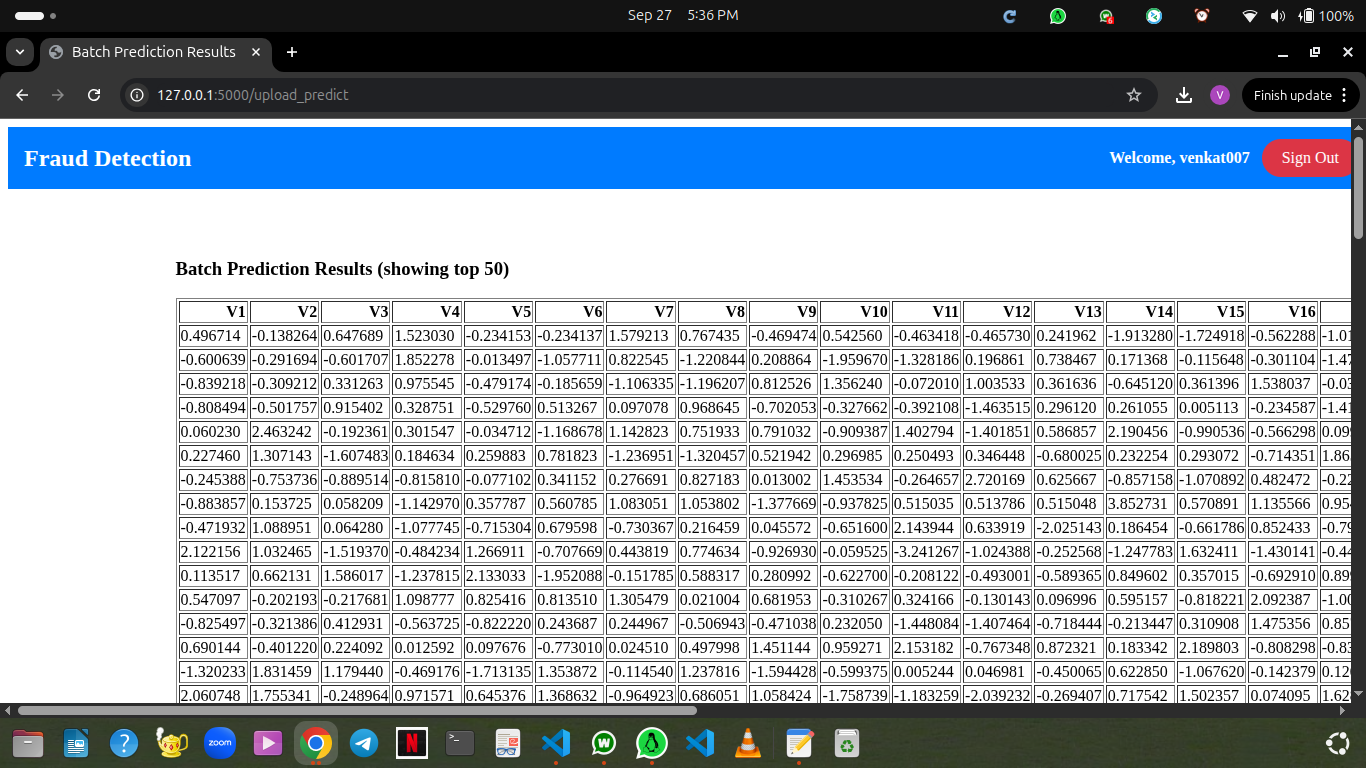 Sep 27 5:36 PM
100%
Batch Prediction Results
127.0.0.1:5000/upload_predict
V
Finish update
Fraud Detection
Welcome, venkat007
Sign Out
Batch Prediction Results (showing top 50)
V1 V2 V3 V4 V5 V6 V7 V8 V9 V10 V11 V12 V13 V14 V15 V16
0.496714 -0.138264 0.647689 1.523030 -0.234153 -0.234137 1.579213 0.767435 -0.469474 0.542560 -0.463418 -0.465730 0.241962 -1.913280 -1.724918 -0.562288 -1.01
-0.600639 -0.291694 -0.601707 1.852278 -0.013497 -1.057711 0.822545 -1.220844 0.208864 -1.959670 -1.328186 0.196861 0.738467 0.171368 -0.115648 -0.301104 -1.47
-0.839218 -0.309212 0.331263 0.975545 -0.479174 -0.185659 -1.106335 -1.196207 0.812526 1.356240 -0.072010 1.003533 0.361636 -0.645120 0.361396 1.538037 -0.03
-0.808494 -0.501757 0.915402 0.328751 -0.529760 0.513267 0.097078 0.968645 -0.702053 -0.327662 -0.392108 -1.463515 0.296120 0.261055 0.005113 -0.234587 -1.41
0.060230 2.463242 -0.192361 0.301547 -0.034712 -1.168678 1.142823 0.751933 0.791032 -0.909387 1.402794 -1.401851 0.586857 2.190456 -0.990536 -0.566298 0.099
0.227460 1.307143 -1.607483 0.184634 0.259883 0.781823 -1.236951 -1.320457 0.521942 0.296985 0.250493 0.346448 -0.680025 0.232254 0.293072 -0.714351 1.86
-0.245388 -0.753736 -0.889514 -0.815810 -0.077102 0.341152 0.276691 0.827183 0.013002 1.453534 -0.264657 2.720169 0.625667 -0.857158 -1.070892 0.482472 -0.22
-0.883857 0.153725 0.058209 -1.142970 0.357787 0.560785 1.083051 1.053802 -1.377669 -0.937825 0.515035 0.513786 0.515048 3.852731 0.570891 1.135566 0.95
-0.471932 1.088951 0.064280 -1.077745 -0.715304 0.679598 -0.730367 0.216459 0.045572 -0.651600 2.143944 0.633919 -2.025143 0.186454 -0.661786 0.852433 -0.79
2.122156 1.032465 -1.519370 -0.484234 1.266911 -0.707669 0.443819 0.774634 -0.926930 -0.059525 -3.241267 -1.024388 -0.252568 -1.247783 1.632411 -1.430141 -0.44
0.113517 0.662131 1.586017 -1.237815 2.133033 -1.952088 -0.151785 0.588317 0.280992 -0.622700 -0.208122 -0.493001 -0.589365 0.849602 0.357015 -0.692910 0.899
0.547097 -0.202193 -0.217681 1.098777 0.825416 0.813510 1.305479 0.021004 0.681953 -0.310267 0.324166 -0.130143 0.096996 0.595157 -0.818221 2.092387 -1.00
-0.825497 -0.321386 0.412931 -0.563725 -0.822220 0.243687 0.244967 -0.506943 -0.471038 0.232050 -1.448084 -1.407464 -0.718444 -0.213447 0.310908 1.475356 0.85
0.690144 -0.401220 0.224092 0.012592 0.097676 -0.773010 0.024510 0.497998 1.451144 0.959271 2.153182 -0.767348 0.872321 0.183342 2.189803 -0.808298 -0.83
-1.320233 1.831459 1.179440 -0.469176 -1.713135 1.353872 -0.114540 1.237816 -1.594428 -0.599375 0.005244 0.046981 -0.450065 0.622850 -1.067620 -0.142379 0.12
2.060748 1.755341 -0.248964 0.971571 0.645376 1.368632 -0.964923 0.686051 1.058424 -1.758739 -1.183259 -2.039232 -0.269407 0.717542 1.502357 0.074095 1.62
zoom